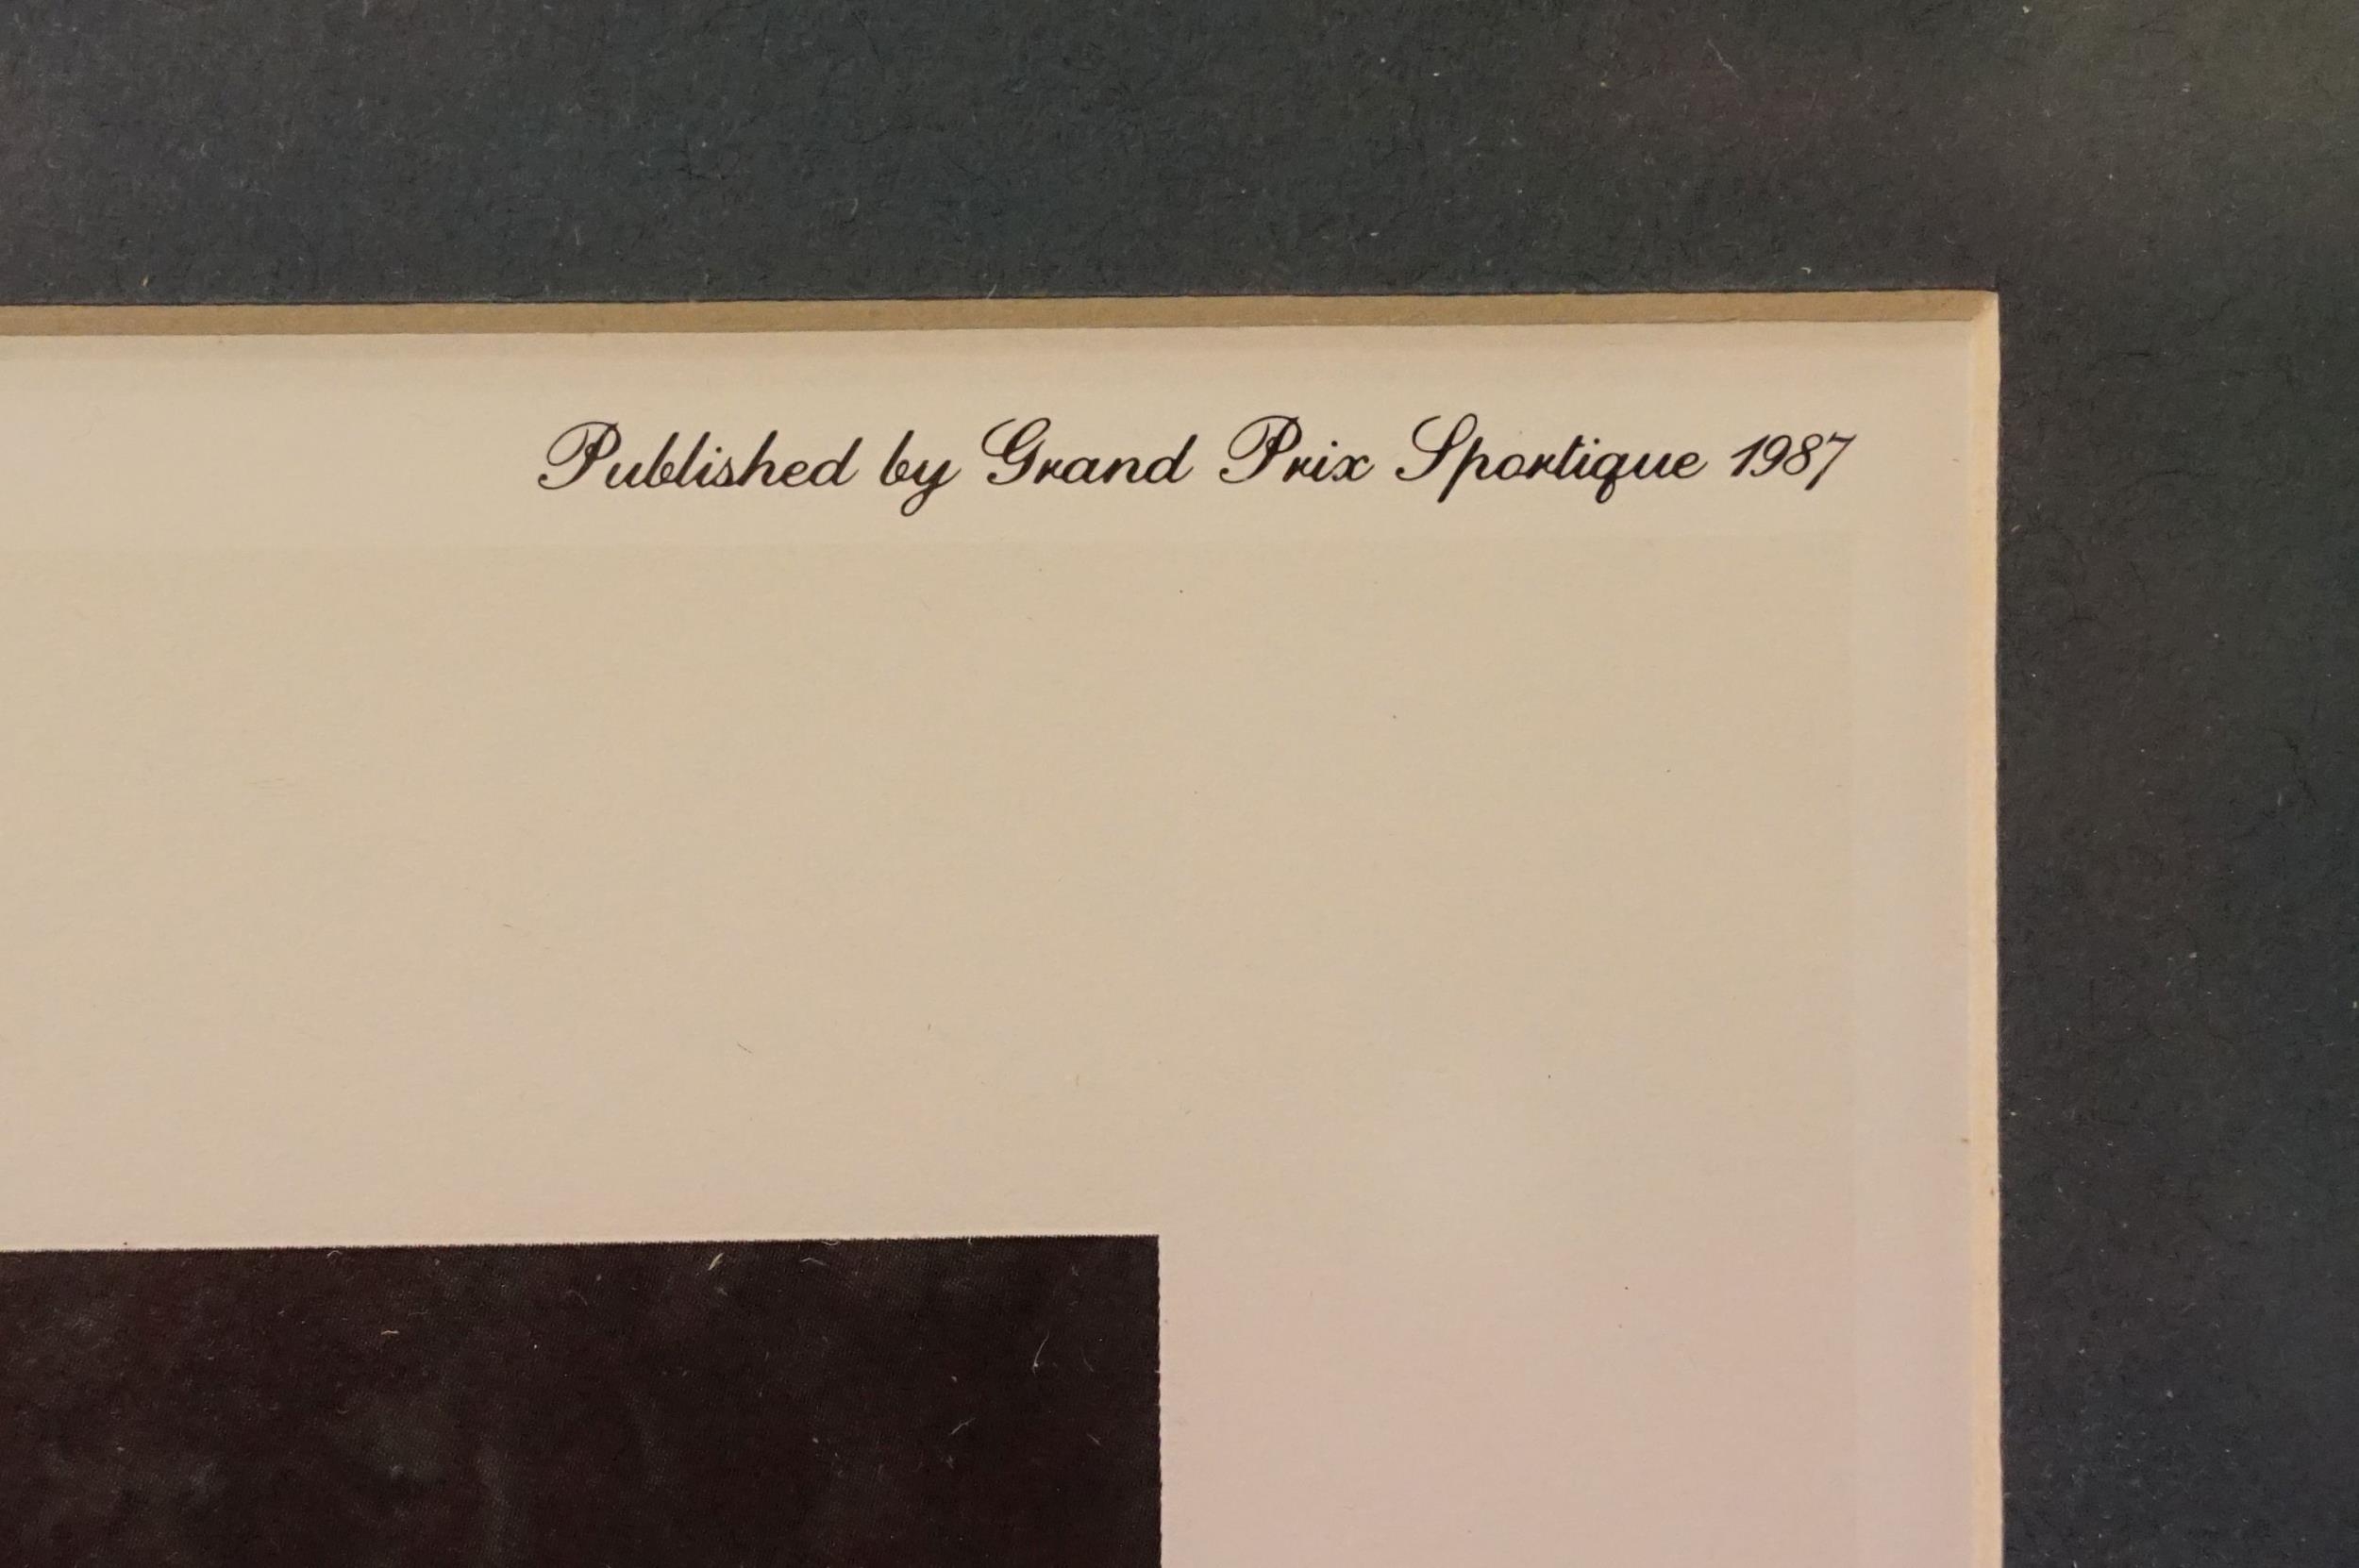 Published by Grand Prix Sportique 1987